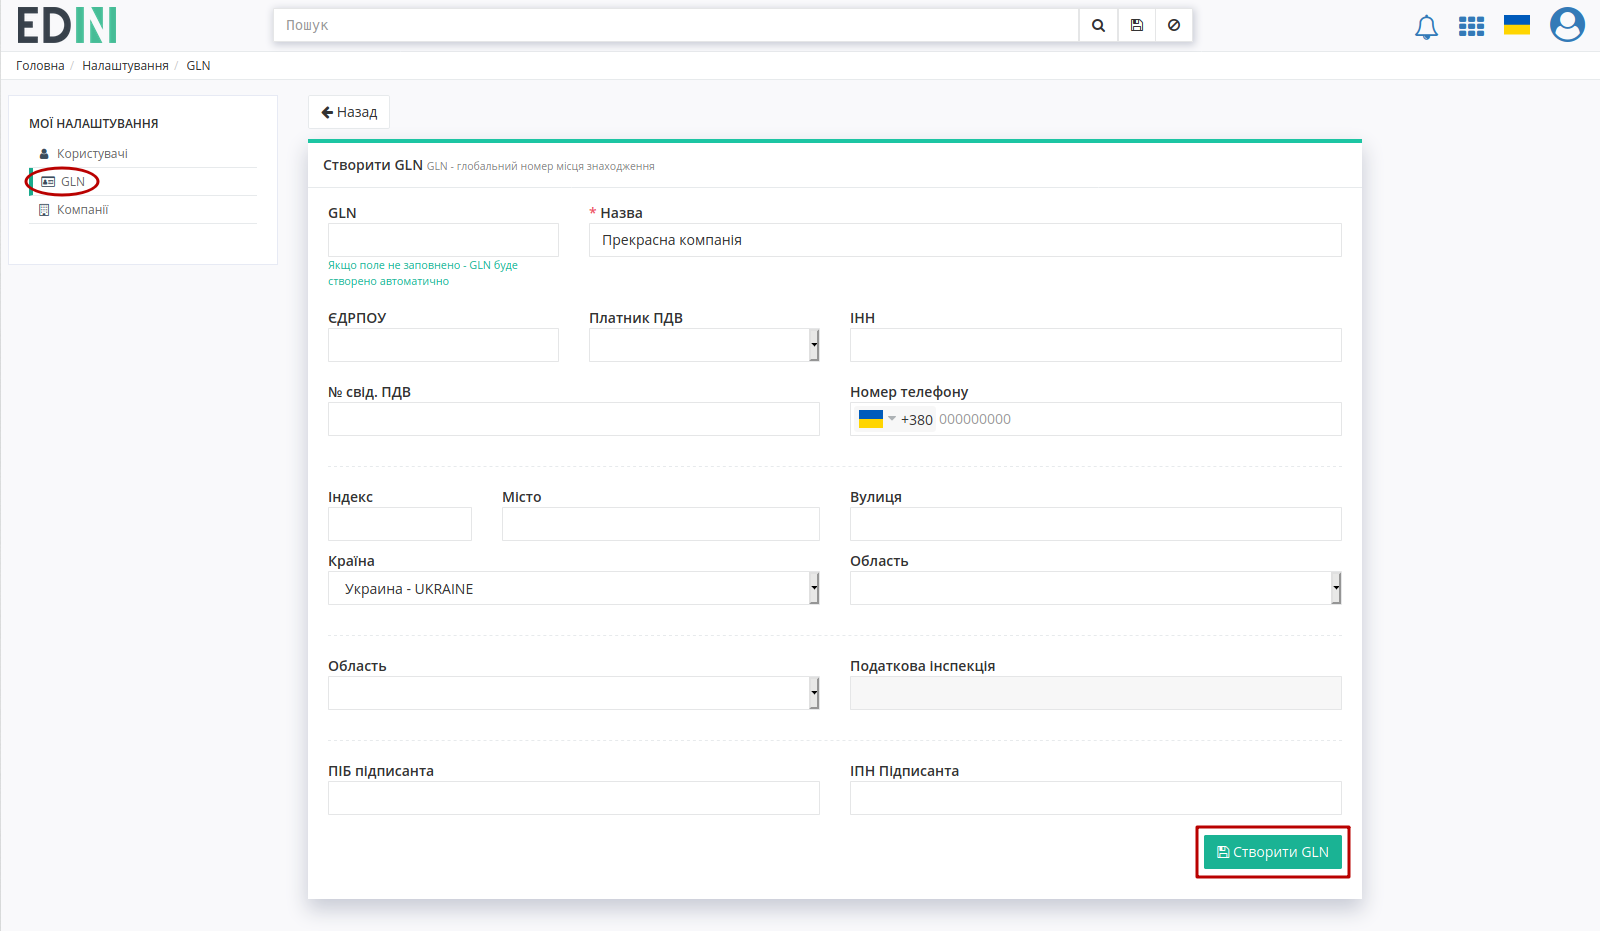 EDIN
Пошук
Головна / Налаштування / GLN
МОЇ НАЛАШТУВАННЯ
Користувачі
GLN
Компанії
Назад
Створити GLN GLN - глобальний номер місця знаходження
GLN
* Назва
Прекрасна компанія
Якщо поле не заповнено - GLN буде
створено автоматично
ЄДРПОУ
Платник ПДВ
ІНН
№ свід. ПДВ
Номер телефону
+380 000000000
Індекс
Місто
Вулиця
Країна
Область
Украина - UKRAINE
Область
Податкова інспекція
ПІБ підписанта
ІПН Підписанта
Створити GLN